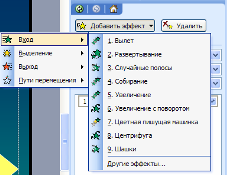 Добавить эффект
Удалить
Вход
Выделение
Выход
Пути перемещения
1. Вылет
2. Развертывание
3. Случайные полосы
4. Собирание
5. Увеличение
6. Увеличение с поворотом
7. Цветная пишущая машинка
8. Центрифуга
9. Шашки
Другие эффекты...